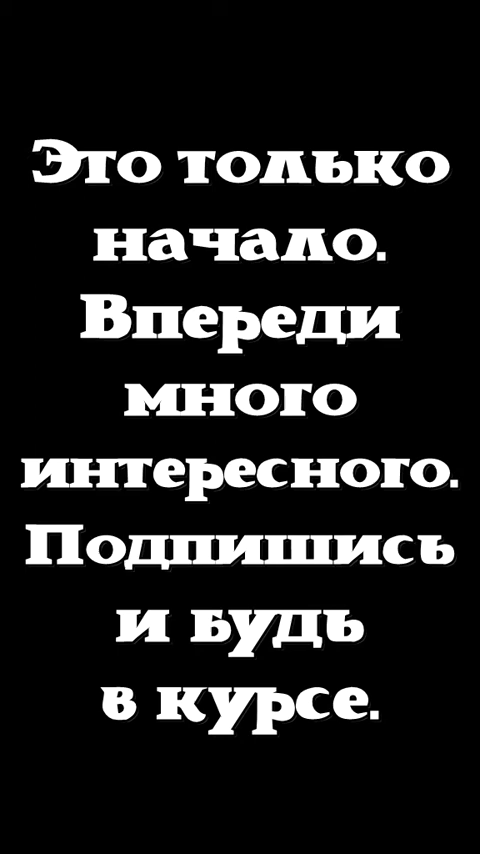 Это только
начало.
Впереди
много
интересного.
Подпишись
и будь
в курсе.